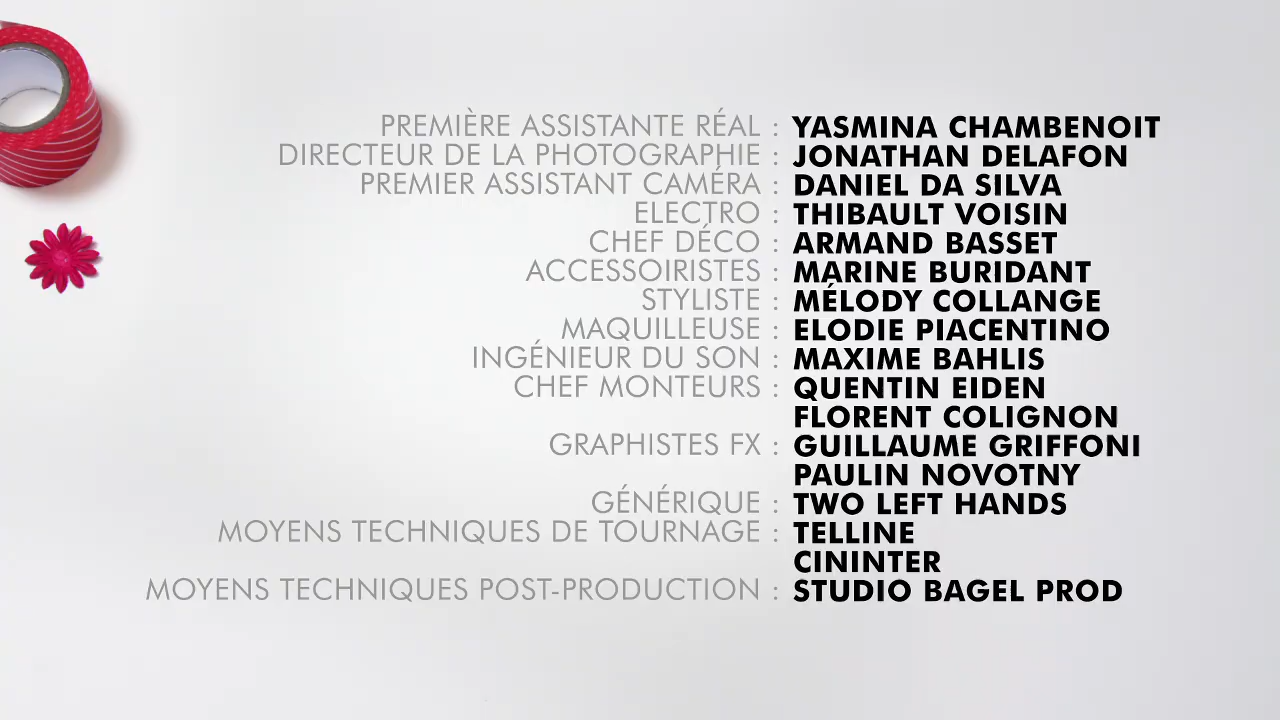 PREMIÈRE ASSISTANTE RÉAL : YASMINA CHAMBENOIT
DIRECTEUR DE LA PHOTOGRAPHIE : JONATHAN DELAFON
PREMIER ASSISTANT CAMÉRA : DANIEL DA SILVA
ELECTRO : THIBAULT VOISIN
CHEF DÉCO : ARMAND BASSET
ACCESSOIRISTES : MARINE BURIDANT
STYLISTE : MÉLODY COLLANGE
MAQUILLEUSE : ELODIE PIACENTINO
INGÉNIEUR DU SON : MAXIME BAHLIS
CHEF MONTEURS : QUENTIN EIDEN
FLORENT COLIGNON
GRAPHISTES FX : GUILLAUME GRIFFONI
PAULIN NOVOTNY
GÉNÉRIQUE : TWO LEFT HANDS
MOYENS TECHNIQUES DE TOURNAGE : TELLINE
CININTER
MOYENS TECHNIQUES POST-PRODUCTION : STUDIO BAGEL PROD